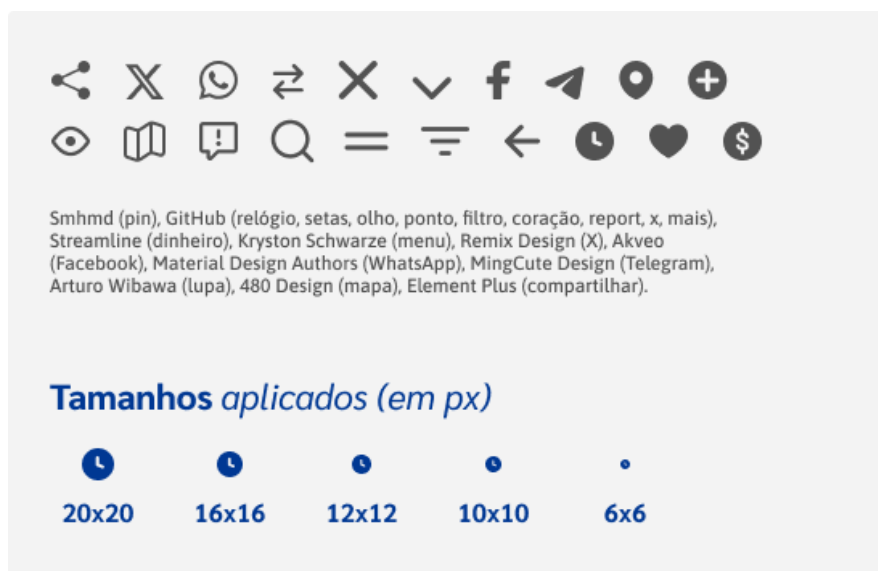 Smhmd (pin), GitHub (relógio, setas, olho, ponto, filtro, coração, report, x, mais),
Streamline (dinheiro), Kryston Schwarze (menu), Remix Design (X), Akveo
(Facebook), Material Design Authors (WhatsApp), MingCute Design (Telegram),
Arturo Wibawa (lupa), 480 Design (mapa), Element Plus (compartilhar).
Tamanhos aplicados (em px)
20x20 16x16 12x12 10x10 6x6